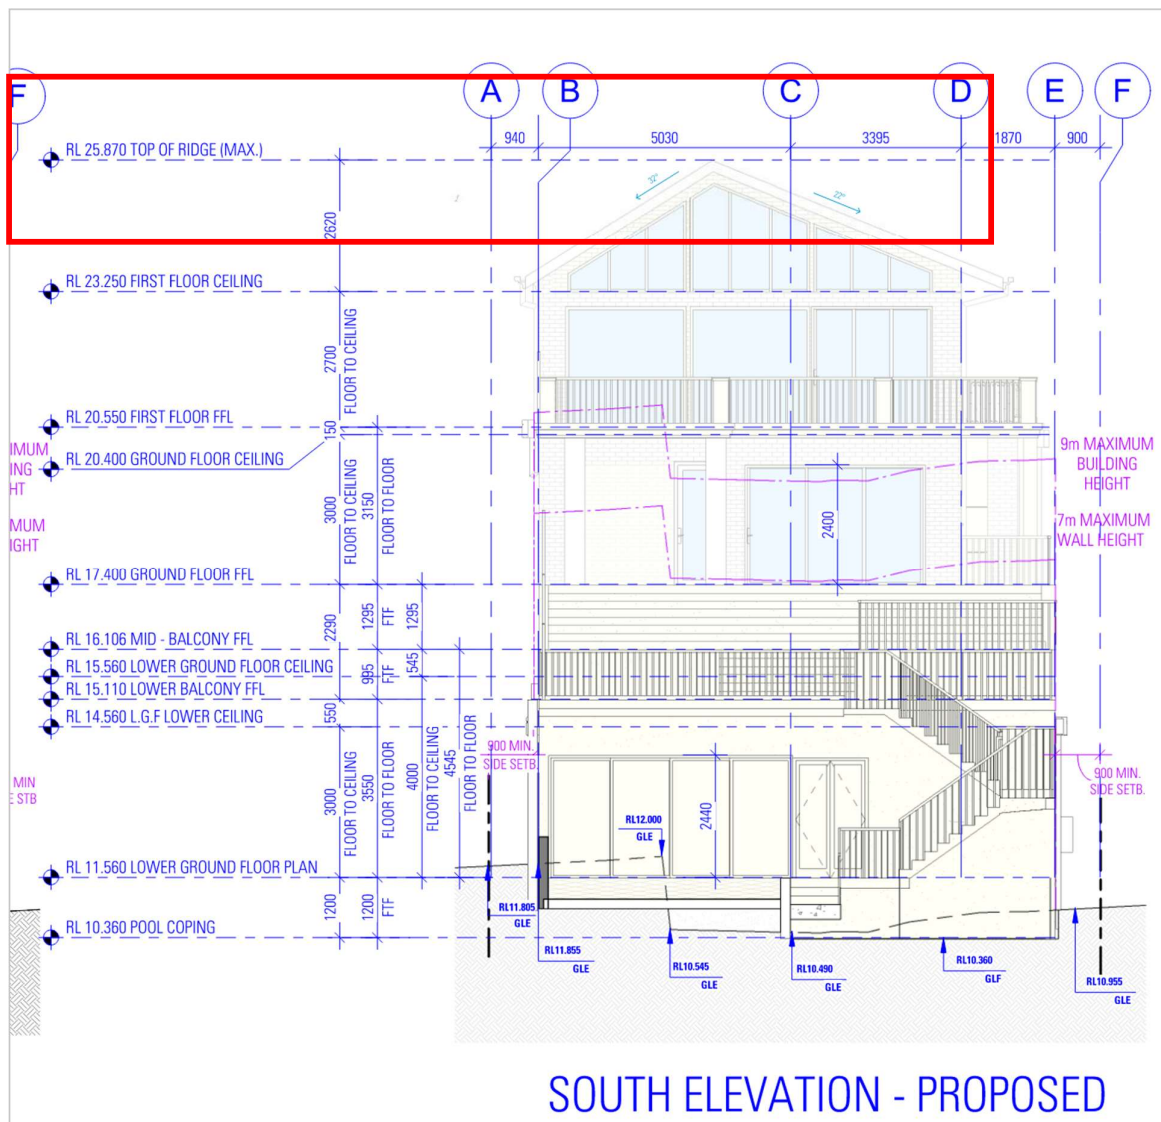 F A B C D E F
940 5030 3395 1870 900
RL 25.870 TOP OF RIDGE (MAX.)
32° 22°
2620
RL 23.250 FIRST FLOOR CEILING
2700
FLOOR TO CEILING
RL 20.550 FIRST FLOOR FFL
150
RL 20.400 GROUND FLOOR CEILING
IMUM
ING
HT
9m MAXIMUM
BUILDING
HEIGHT
3000
FLOOR TO CEILING
3150
FLOOR TO FLOOR
2400
MUM
IGHT
7m MAXIMUM
WALL HEIGHT
RL 17.400 GROUND FLOOR FFL
2290
1295
FTF
1295
RL 16.106 MID - BALCONY FFL
RL 15.560 LOWER GROUND FLOOR CEILING
995
FTF
545
RL 15.110 LOWER BALCONY FFL
RL 14.560 L.G.F LOWER CEILING
550
900 MIN.
SIDE SETB.
900 MIN.
SIDE SETB.
MIN
E STB
3000
FLOOR TO CEILING
3550
FLOOR TO FLOOR
4000
FLOOR TO CEILING
4545
FLOOR TO FLOOR
2440
RL12.000
GLE
RL 11.560 LOWER GROUND FLOOR PLAN
1200
1200
FTF
RL11.805
GLE
RL 10.360 POOL COPING
RL11.855
GLE
RL10.545
GLE
RL10.490
GLE
RL10.360
GLF
RL10.955
GLE
SOUTH ELEVATION - PROPOSED